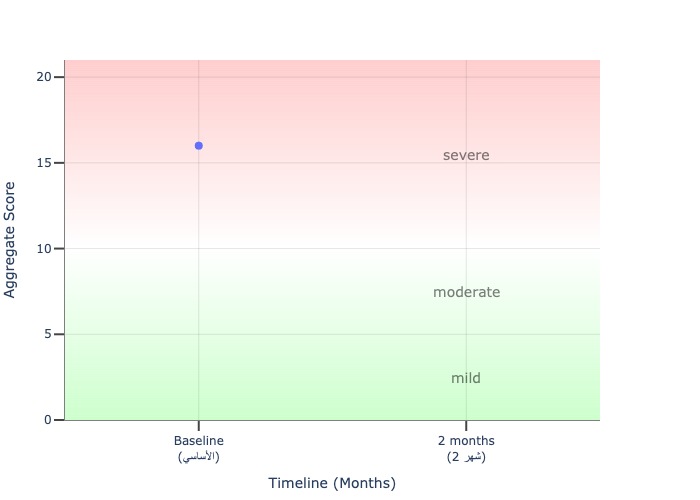 20
severe
15
Aggregate Score
10
moderate
5
mild
0
Baseline
(الأساسي)
2 months
(2 شهر)
Timeline (Months)